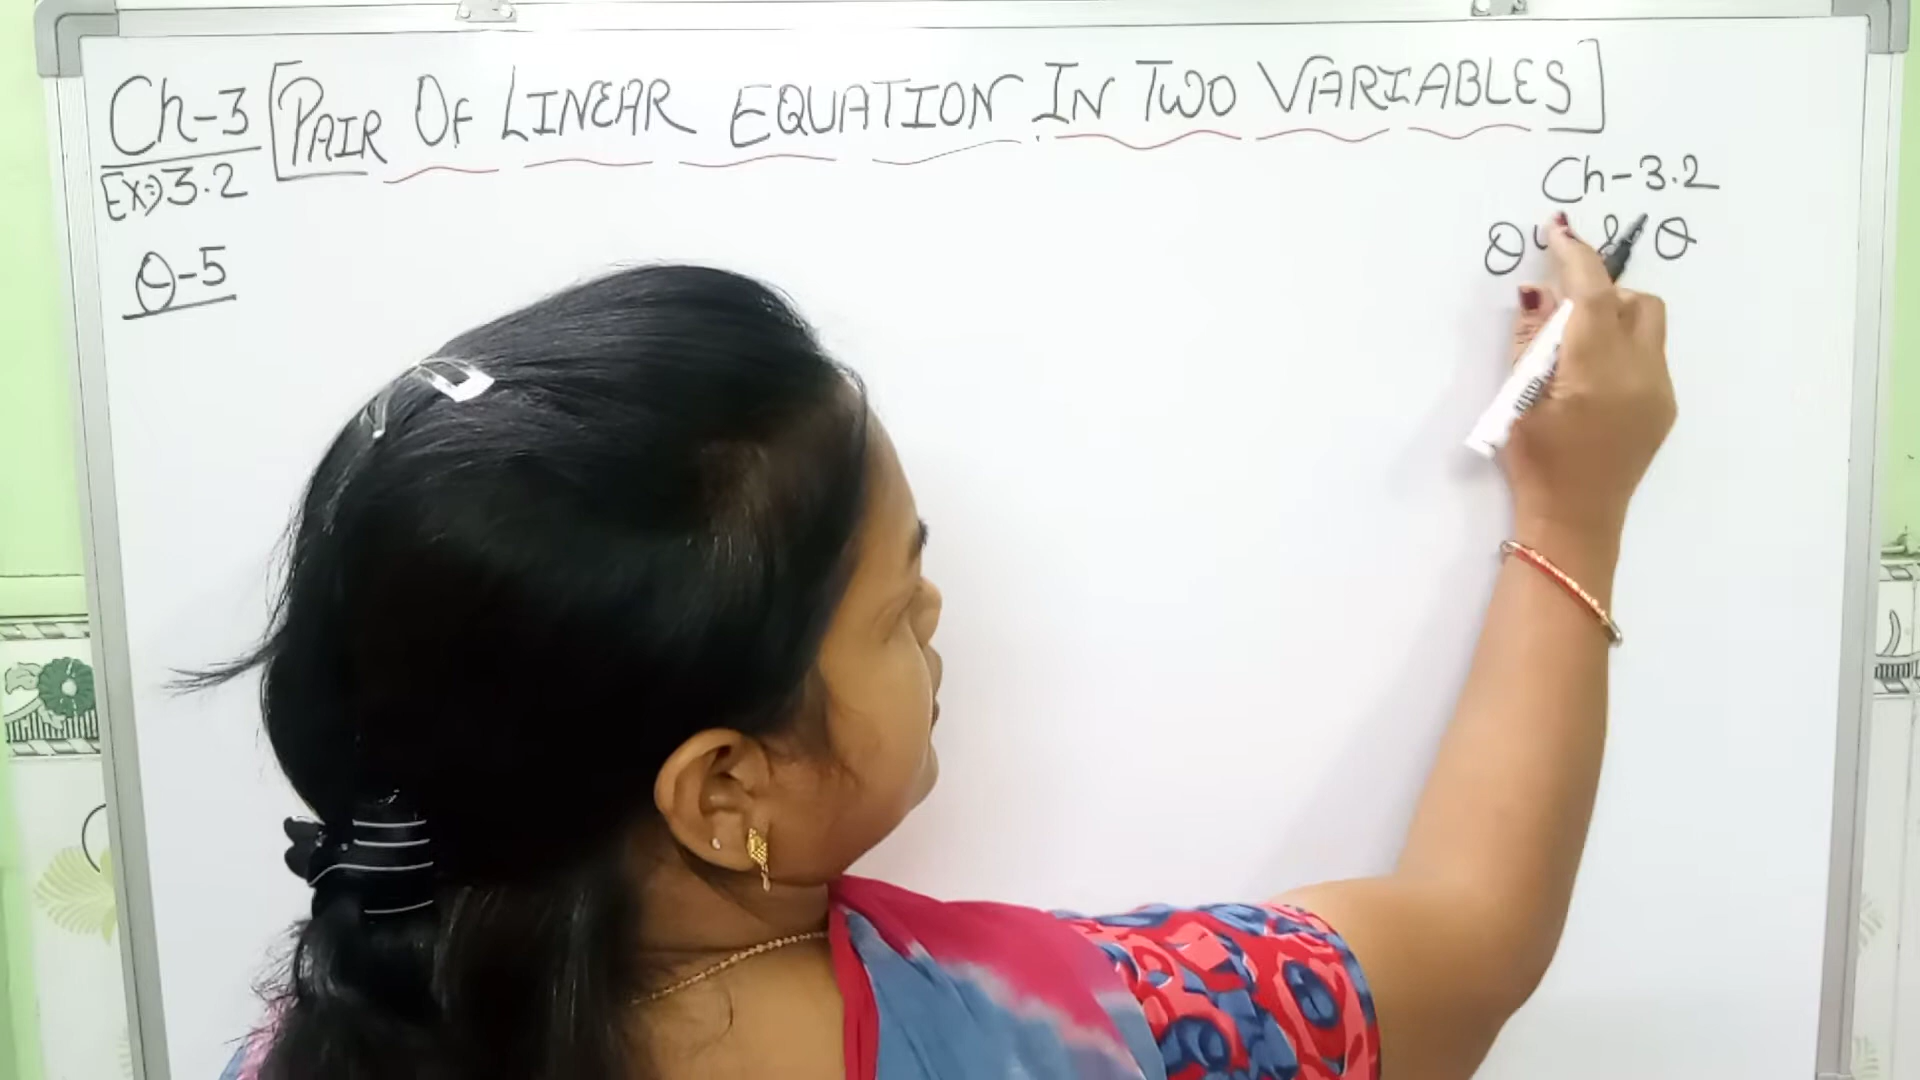 Ch-3 [PAIR OF LINEAR EQUATION IN TWO VARIABLES]
Ex:)3.2
Q-5
Ch-3.2
Q & Q